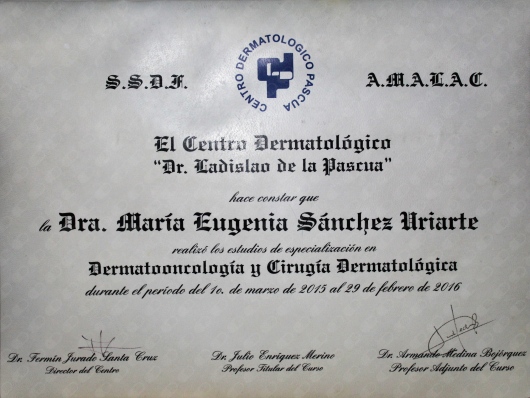 CENTRO DERMATOLOGICO PASCUA
S.S.D.F.
A.M.A.L.A.C.
El Centro Dermatológico
"Dr. Ladislao de la Pascua"
hace constar que
la Dra. María Eugenia Sánchez Uriarte
realizó los estudios de especialización en
Dermatooncología y Cirugía Dermatológica
durante el período del 1o. de marzo de 2015 al 29 de febrero de 2016
Dr. Fermín Jurado Santa Cruz
Director del Centro
Dr. Julio Enríquez Merino
Profesor Titular del Curso
Dr. Armando Medina Bojórquez
Profesor Adjunto del Curso